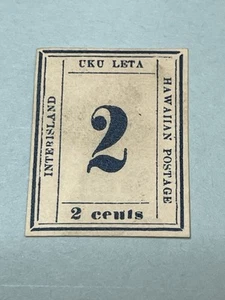 UKU LETA
INTERISLAND
2
HAWAIIAN POSTAGE
2 cents